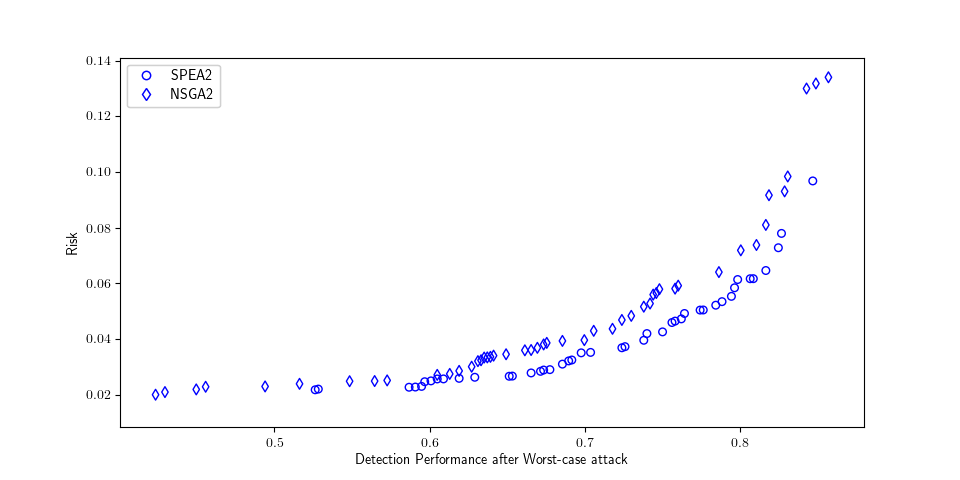 SPEA2
NSGA2
0.14
0.12
0.10
0.08
0.06
0.04
0.02
Risk
0.5 0.6 0.7 0.8
Detection Performance after Worst-case attack